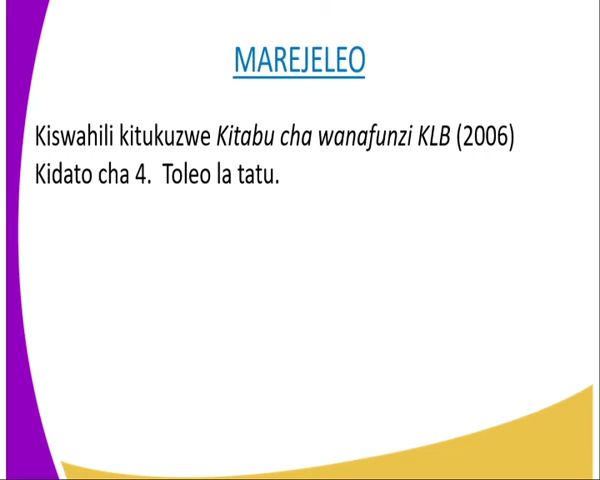 MAREJELEO
Kiswahili kitukuzwe Kitabu cha wanafunzi KLB (2006)
Kidato cha 4.  Toleo la tatu.